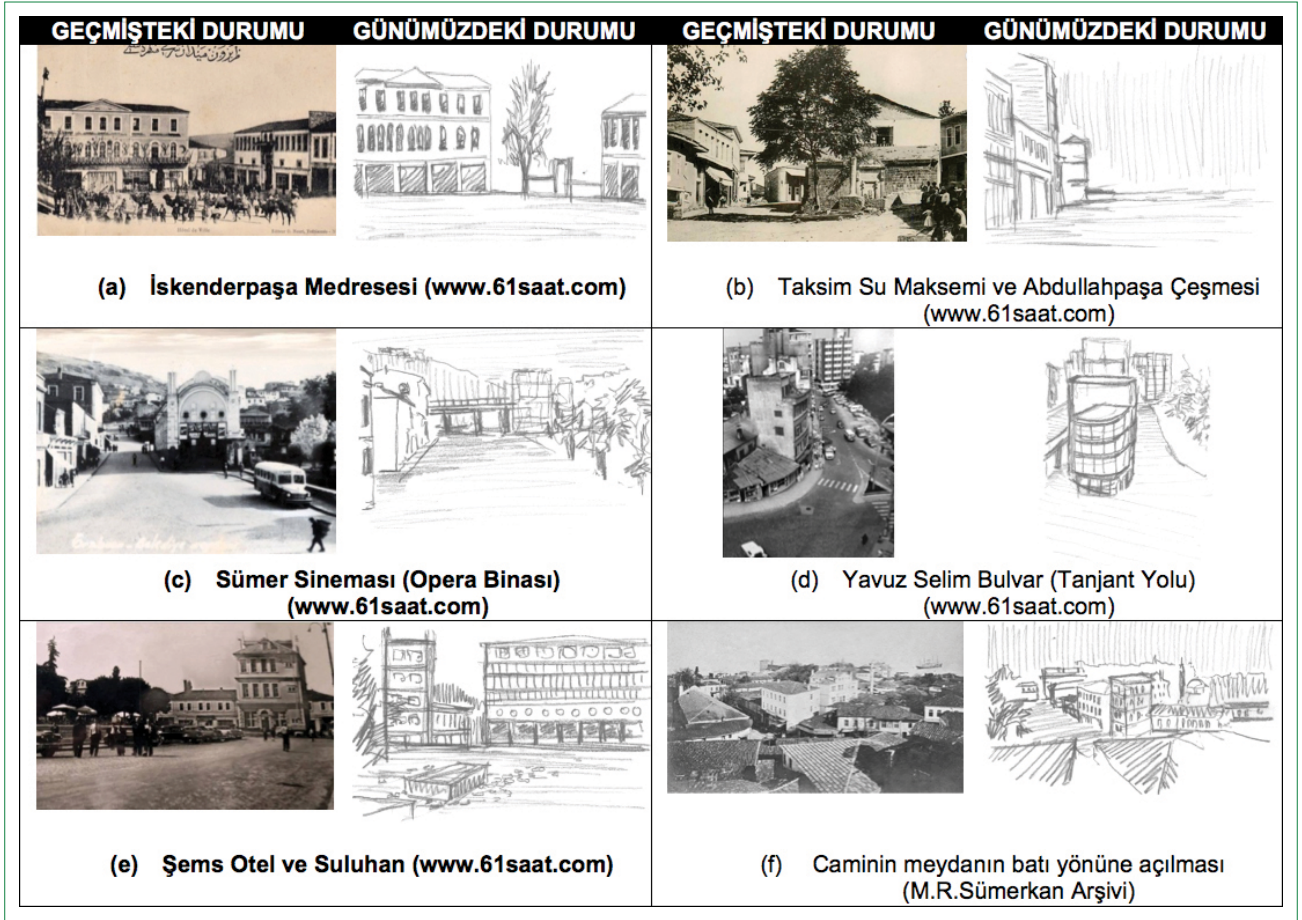 GEÇMİŞTEKİ DURUMU GÜNÜMÜZDEKİ DURUMU GEÇMİŞTEKİ DURUMU GÜNÜMÜZDEKİ DURUMU
(a) İskenderpaşa Medresesi (www.61saat.com)
(b) Taksim Su Maksemi ve Abdullahpaşa Çeşmesi
(www.61saat.com)
(c) Sümer Sineması (Opera Binası)
(www.61saat.com)
(d) Yavuz Selim Bulvar (Tanjant Yolu)
(www.61saat.com)
(e) Şems Otel ve Suluhan (www.61saat.com)
(f) Caminin meydanın batı yönüne açılması
(M.R.Sümerkan Arşivi)